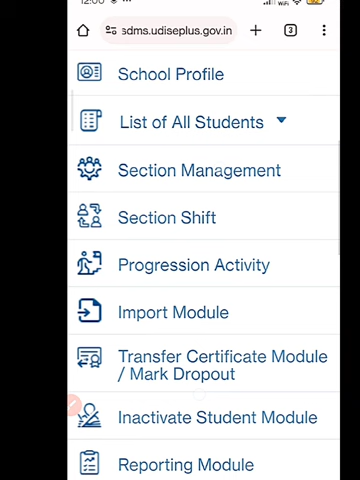 12:00
sdms.udiseplus.gov.in
3
School Profile
List of All Students
Section Management
Section Shift
Progression Activity
Import Module
Transfer Certificate Module
/ Mark Dropout
Inactivate Student Module
Reporting Module